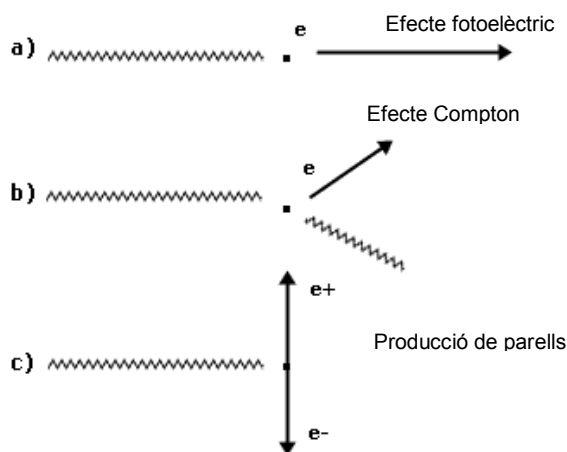 e Efecte fotoelèctric
a)
Efecte Compton
e
b)
e+
Producció de parells
c)
e-